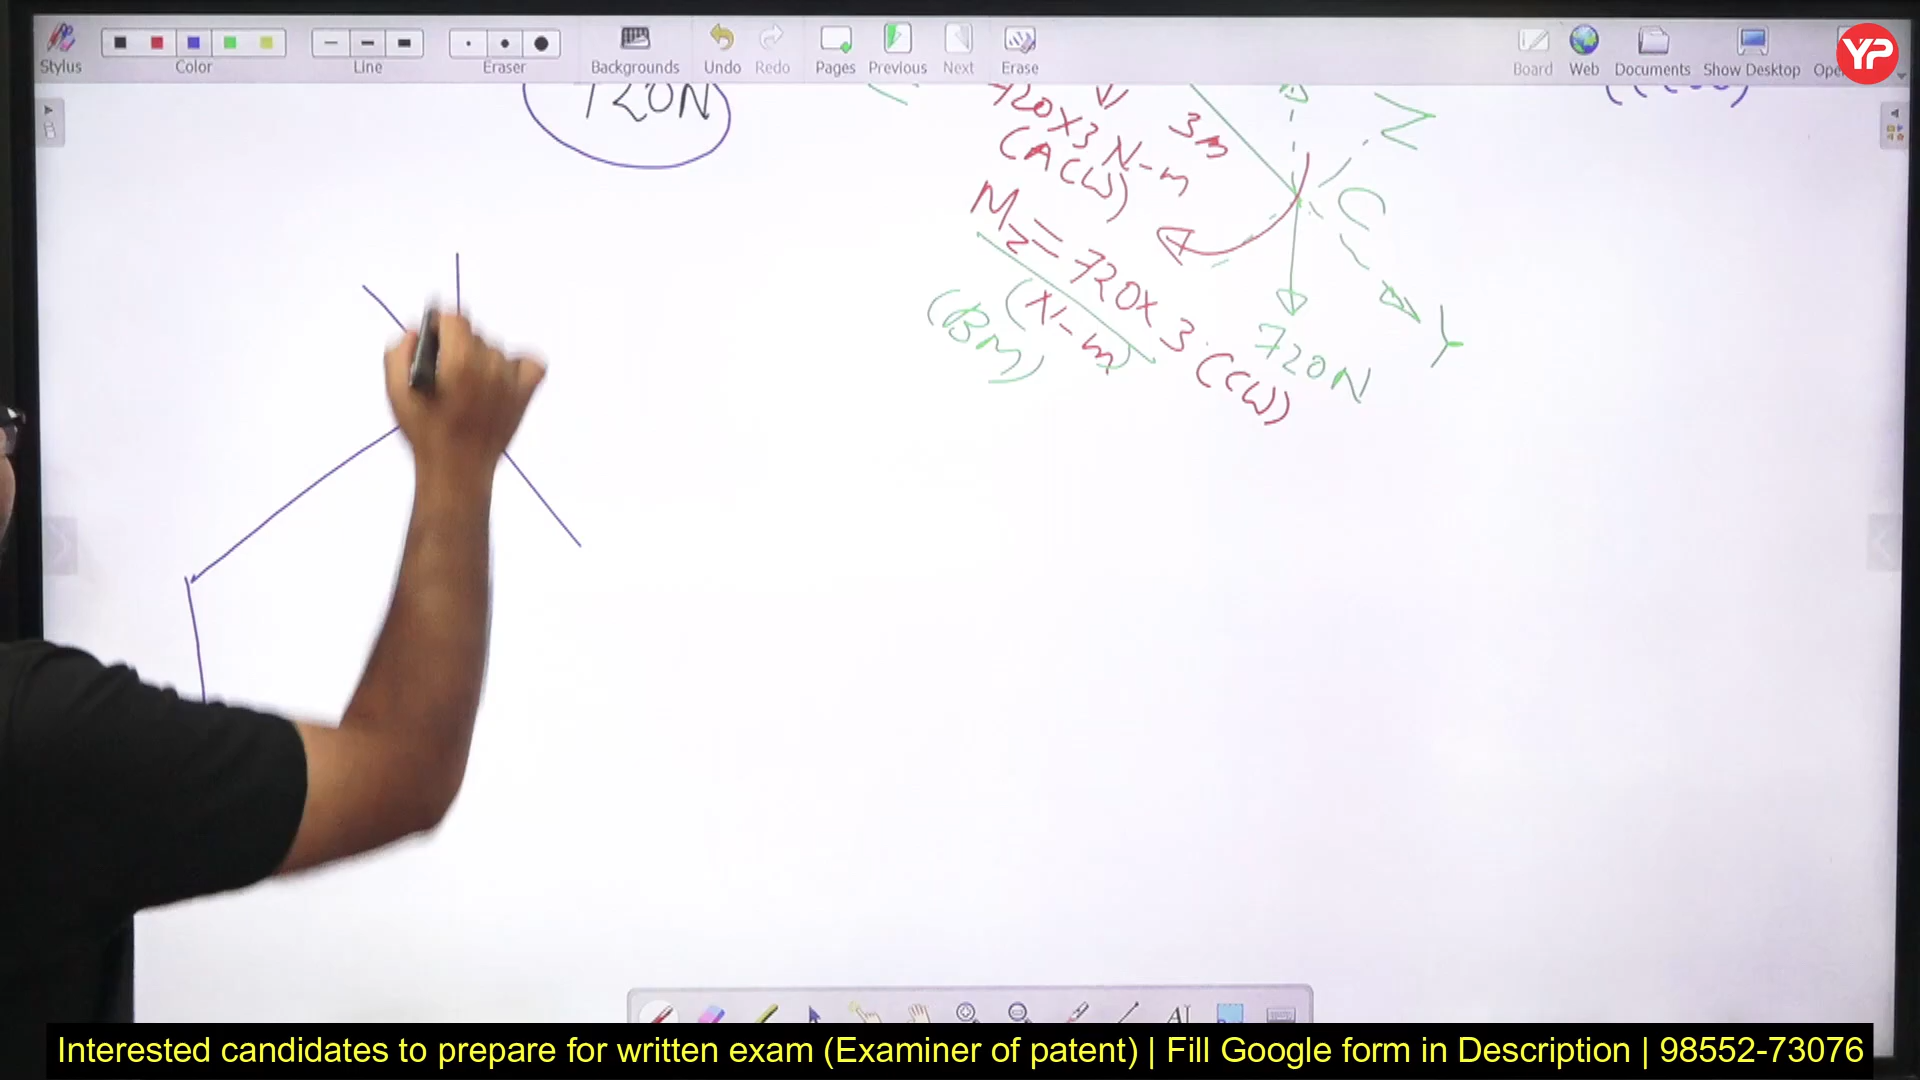 Stylus
Color
Line
Eraser
Backgrounds
Undo
Redo
Pages
Previous
Next
Erase
Board
Web
Documents
Show Desktop
YP
720N
720X3 N-m
(ACW)
3m
Z
C
Mz = 720X3 (CW)
(N-m)
(BM)
720N
Y
Interested candidates to prepare for written exam (Examiner of patent) | Fill Google form in Description | 98552-73076